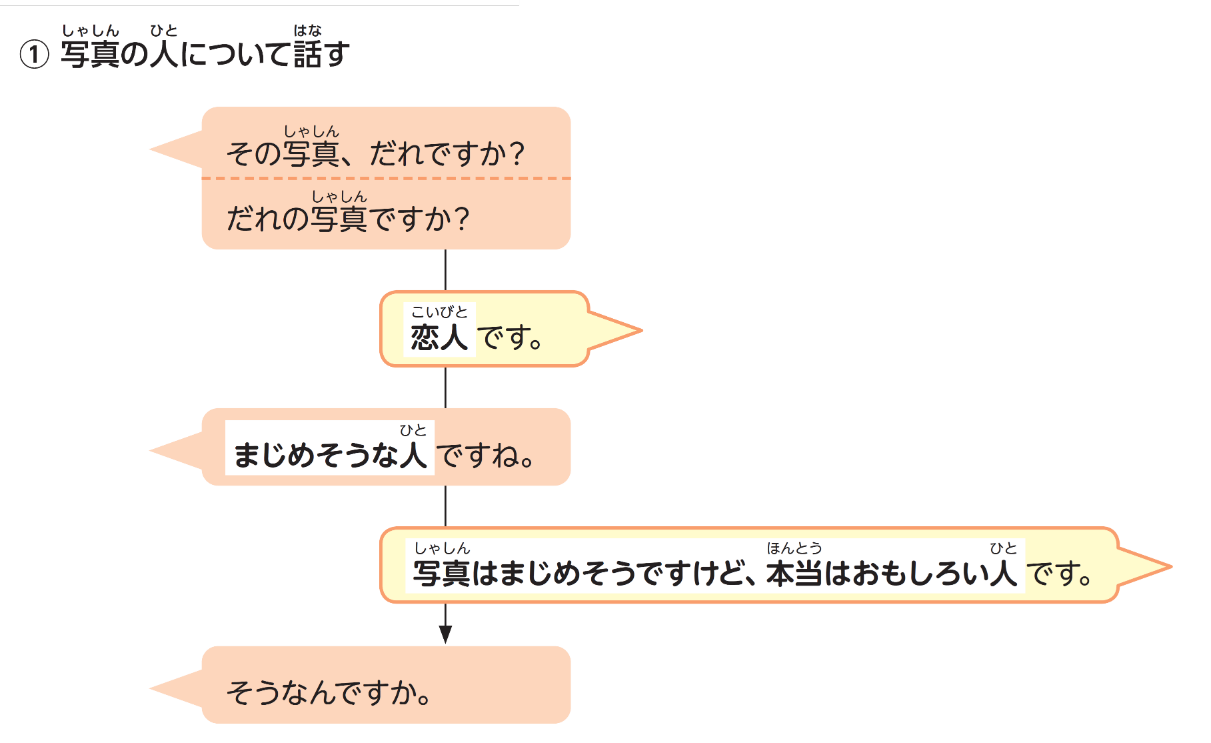 ① 写真の人について話す
その写真、だれですか？
だれの写真ですか？
恋人です。
まじめそうな人ですね。
写真はまじめそうですけど、本当はおもしろい人です。
そうなんですか。